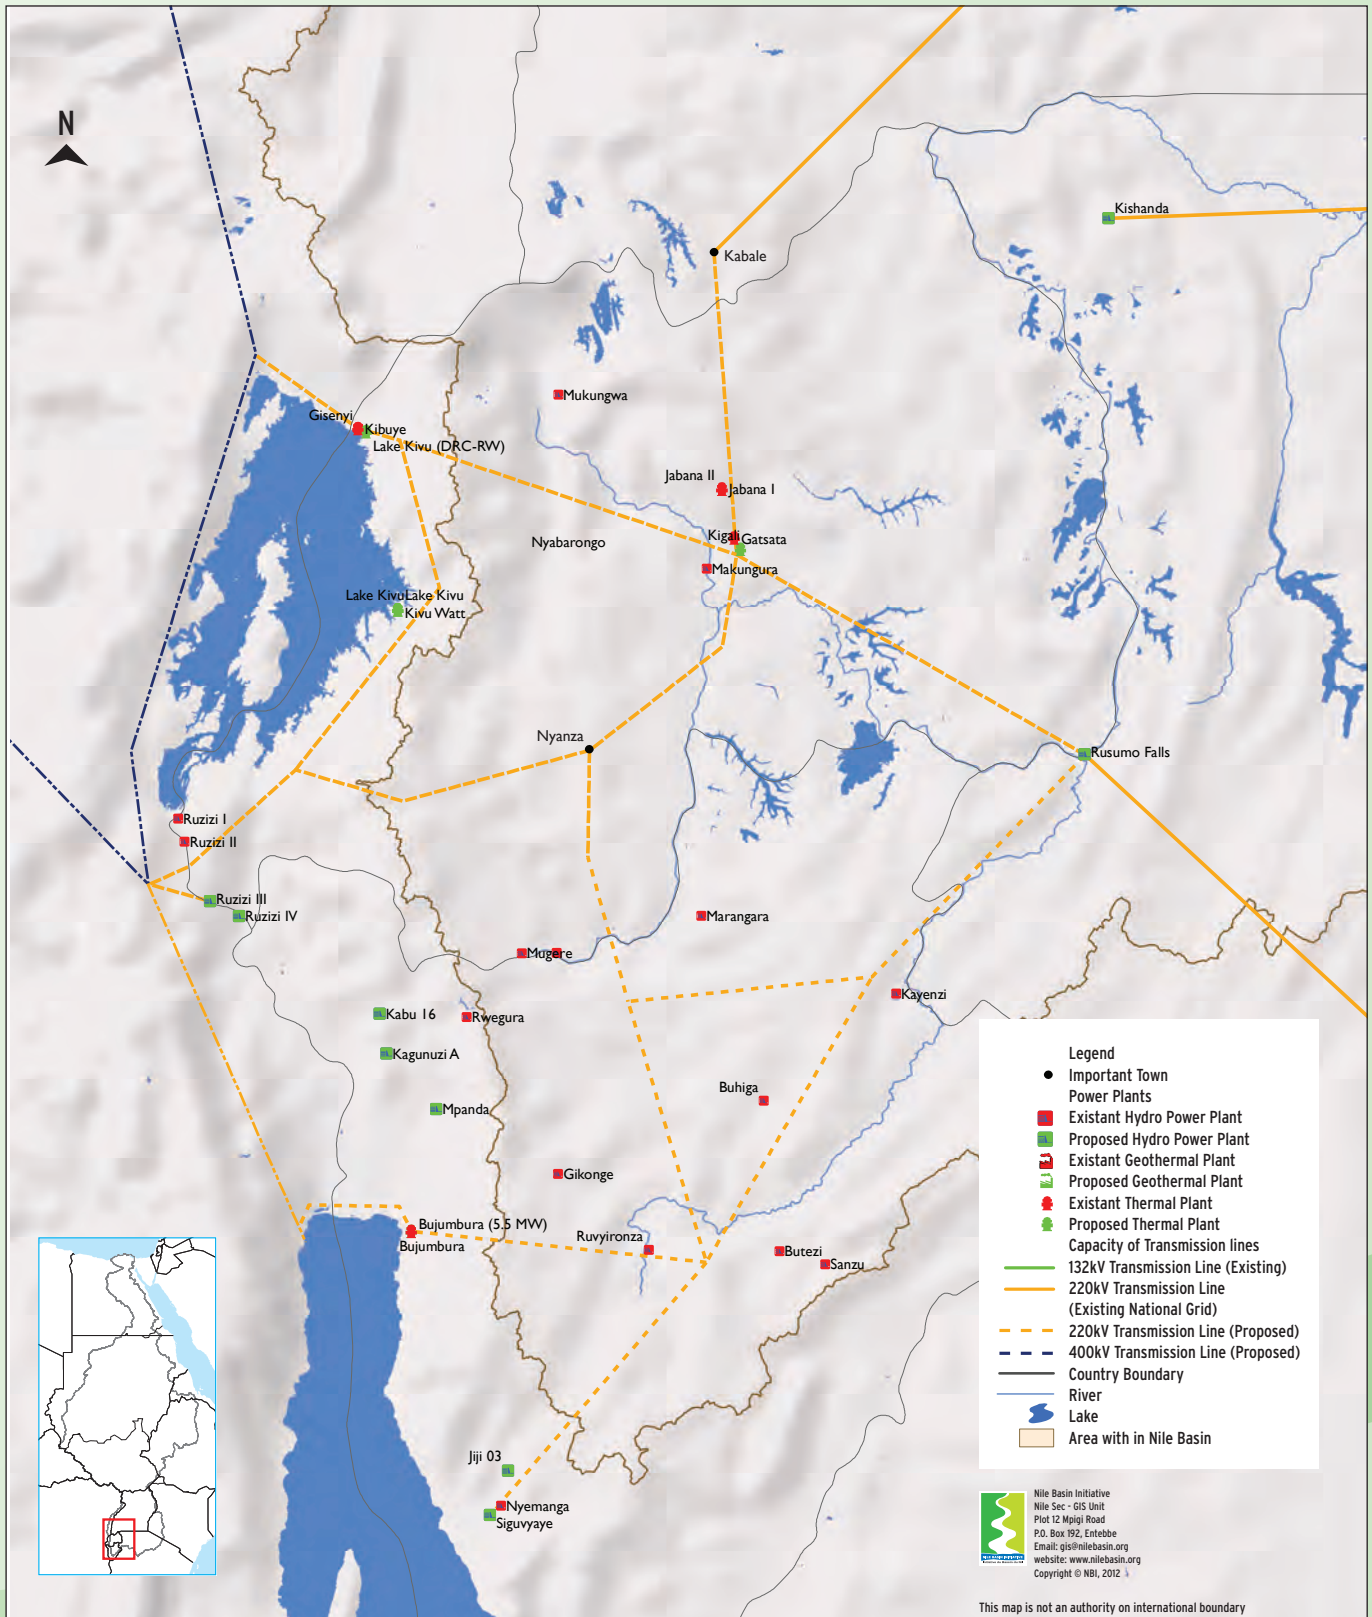 N
Kishanda
Kabale
Mukungwa
Gisenyi
Kibuye
Lake Kivu (DRC-RW)
Jabana II
Jabana I
Kigali
Gatsata
Nyabarongo
Makungura
Lake Kivu
Lake Kivu
Kivu Watt
Nyanza
Rusumo Falls
Ruzizi I
Ruzizi II
Ruzizi III
Ruzizi IV
Marangara
Mugere
Kayenzi
Kabu 16
Rwegura
Kagunuzi A
Buhiga
Mpanda
Gikonge
Bujumbura (5.5 MW)
Bujumbura
Ruvyironza
Butezi
Sanzu
Jiji 03
Nyemanga
Siguvyaye
Legend
Important Town
Power Plants
Existant Hydro Power Plant
Proposed Hydro Power Plant
Existant Geothermal Plant
Proposed Geothermal Plant
Existant Thermal Plant
Proposed Thermal Plant
Capacity of Transmission lines
132kV Transmission Line (Existing)
220kV Transmission Line
(Existing National Grid)
220kV Transmission Line (Proposed)
400kV Transmission Line (Proposed)
Country Boundary
River
Lake
Area with in Nile Basin
Nile Basin Initiative
Nile Sec - GIS Unit
Plot 12 Mpigi Road
P.O. Box 192, Entebbe
Email: gis@nilebasin.org
website: www.nilebasin.org
Copyright © NBI, 2012
This map is not an authority on international boundary